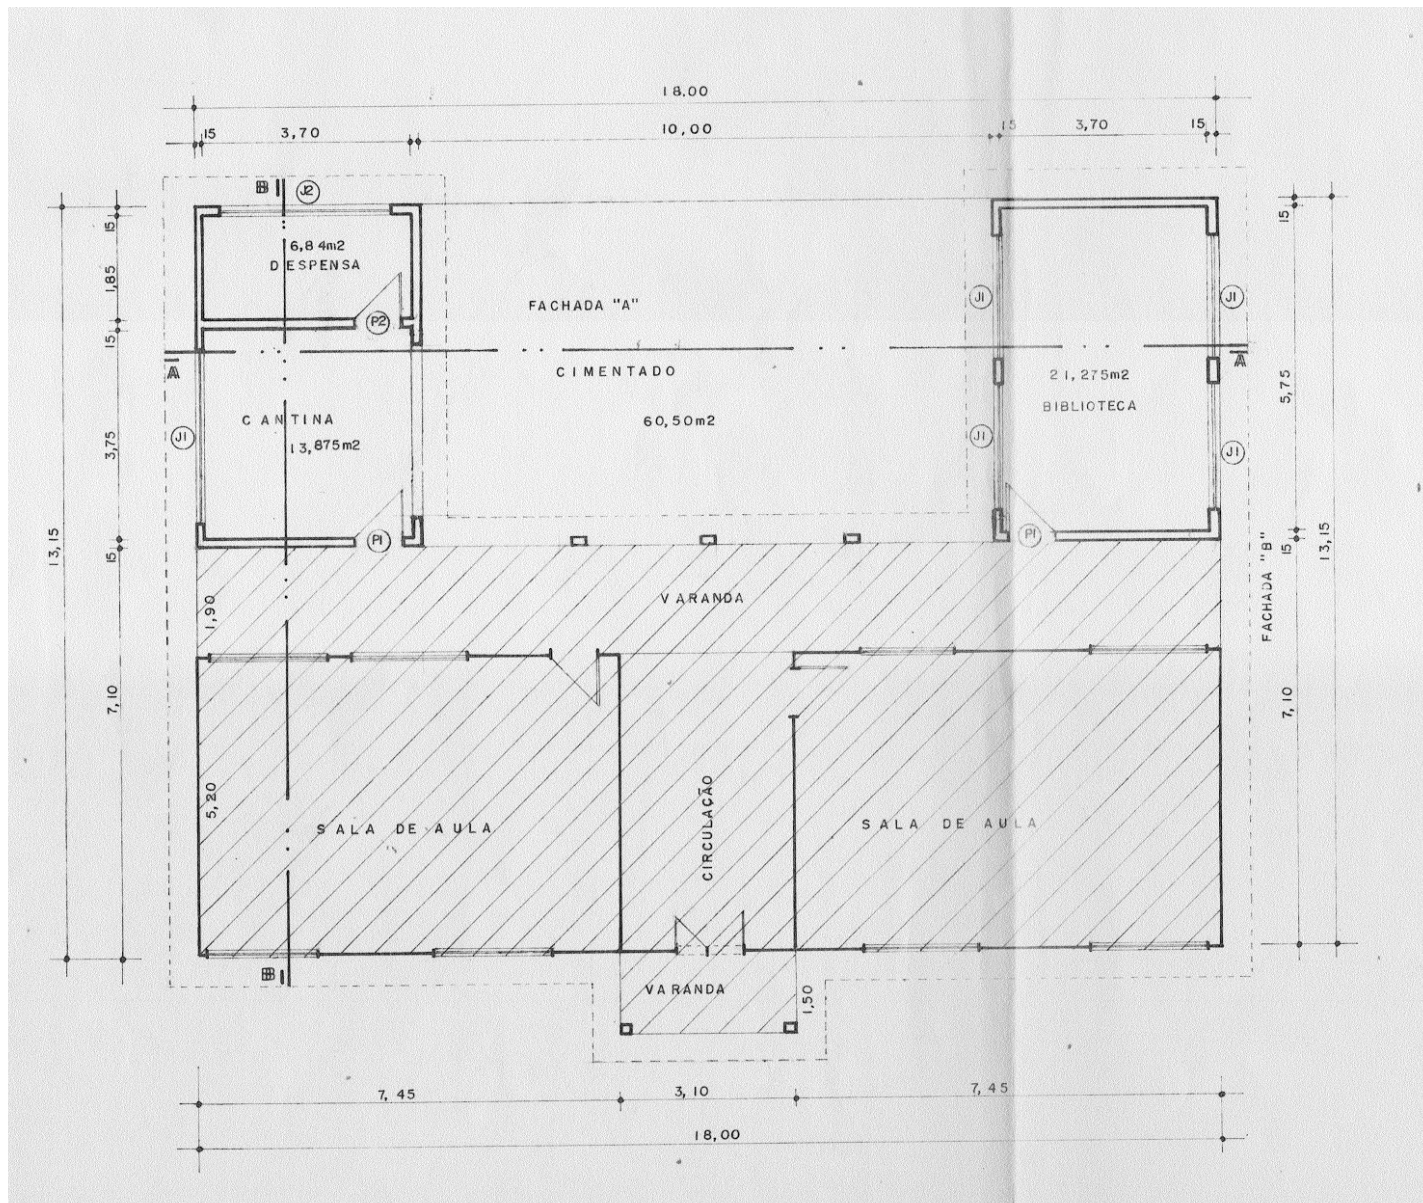 18.00
15 3,70 10,00 15 3,70 15
B J2
15
6,84m2
DESPENSA
1,85
FACHADA "A"
J1 J1
P2
15
A CIMENTADO A
21,275m2
BIBLIOTECA
5,75
15
CANTINA
13,875m2
60,50m2
J1 J1 J1
3,75
P1 P1
15
15
13,15
13,15
FACHADA "B"
1,90
VARANDA
7,10
7,10
5,20
SALA DE AULA
CIRCULAÇÃO
SALA DE AULA
B
VARANDA
1,50
7,45 3,10 7,45
18,00